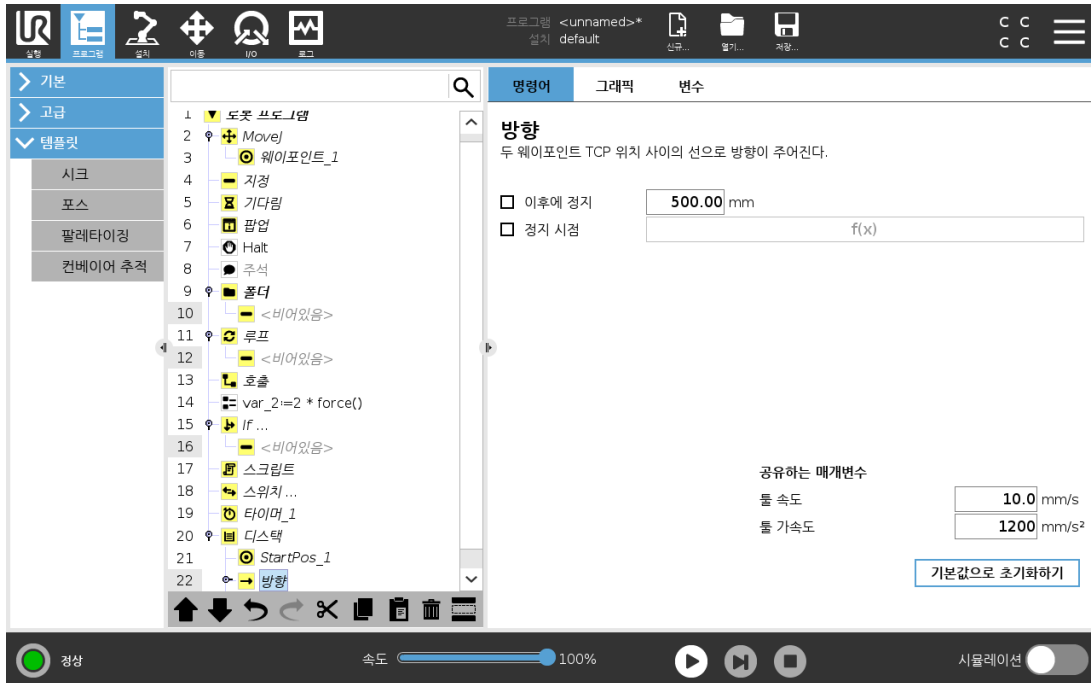 UR
프로그램 <unnamed>*
설치 default
C C
C C
실행
프로그램
설치
이동
I/O
로그
신규...
열기...
저장...
기본
고급
템플릿
시크
포스
팔레타이징
컨베이어 추적
1 로봇 프로그램
2 MoveJ
3 웨이포인트_1
4 지정
5 기다림
6 팝업
7 Halt
8 주석
9 폴더
10 <비어있음>
11 루프
12 <비어있음>
13 호출
14 var_2:=2 * force()
15 If ...
16 <비어있음>
17 스크립트
18 스위치 ...
19 타이머_1
20 디스택
21 StartPos_1
22 방향
명령어 그래픽 변수
방향
두 웨이포인트 TCP 위치 사이의 선으로 방향이 주어진다.
이후에 정지 500.00 mm
정지 시점 f(x)
공유하는 매개변수
툴 속도 10.0 mm/s
툴 가속도 1200 mm/s²
기본값으로 초기화하기
정상
속도 100%
시뮬레이션